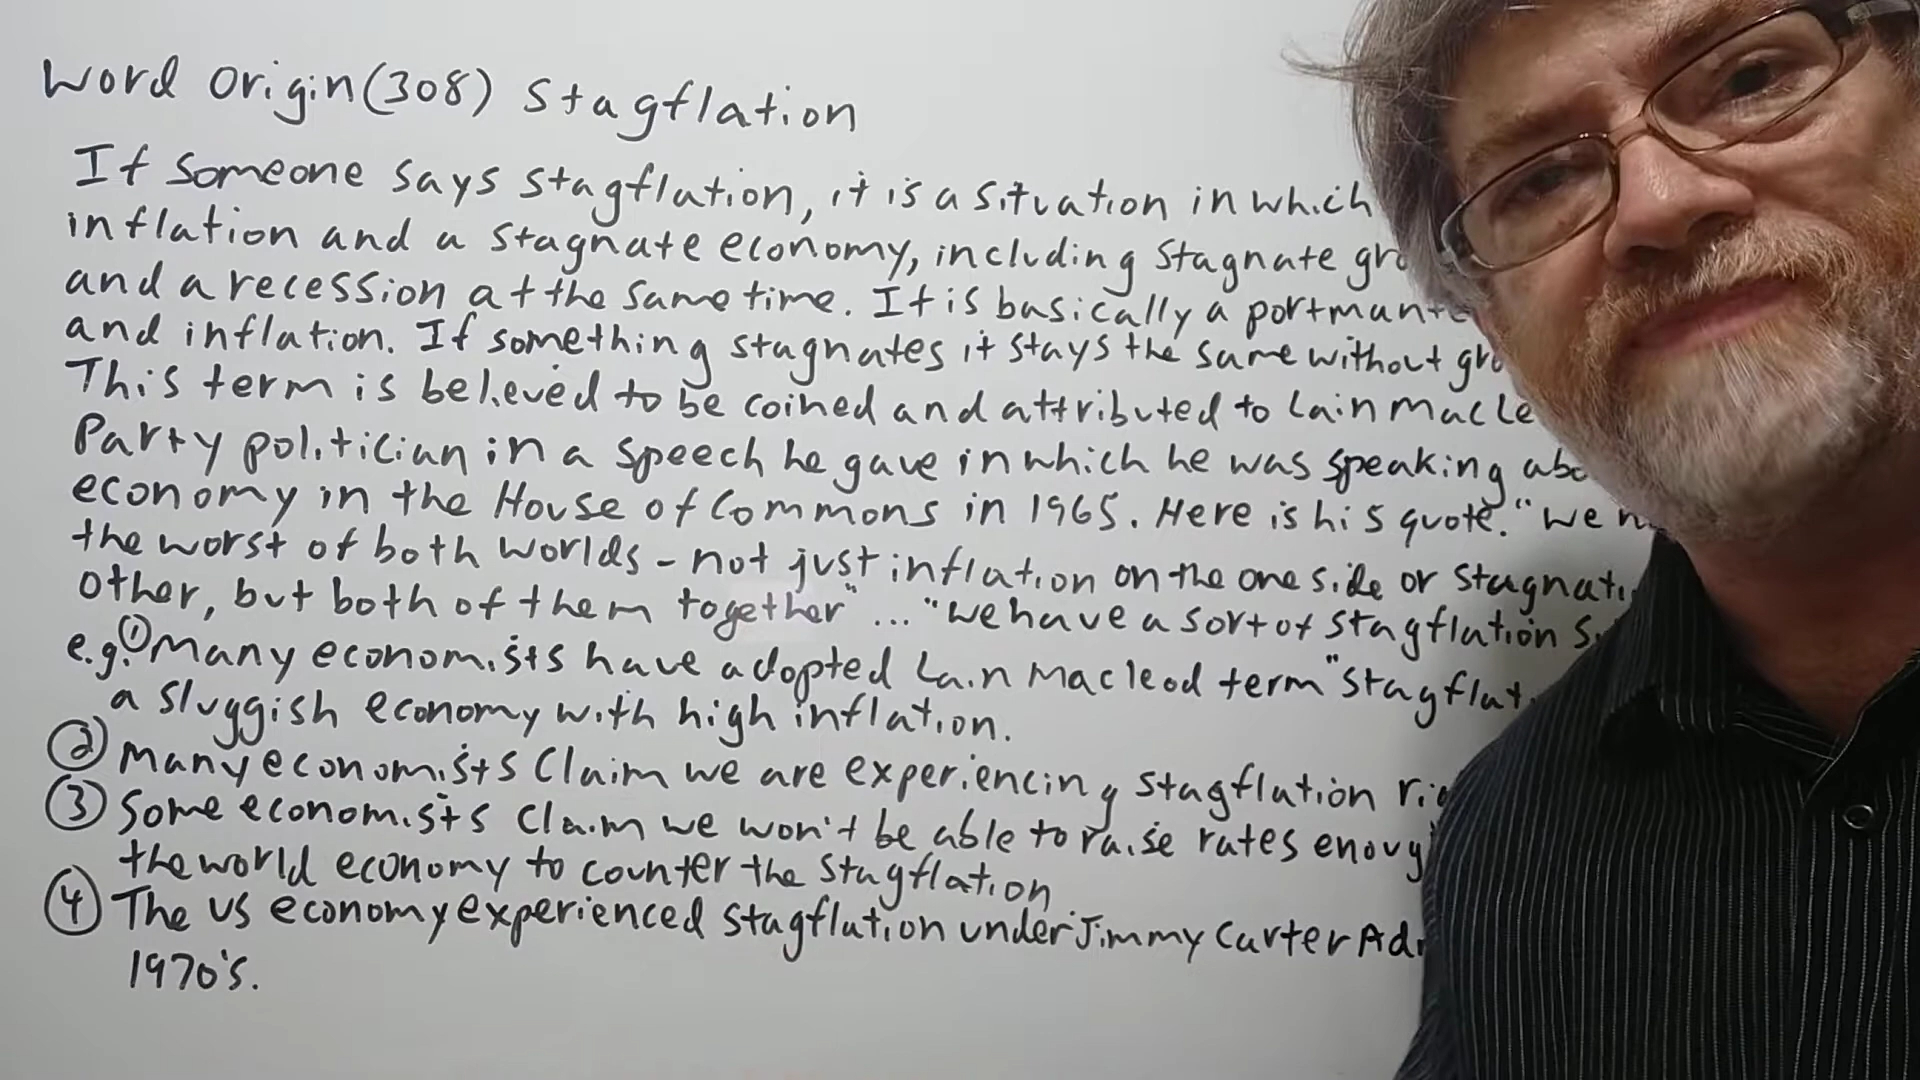 Word Origin (308) Stagflation
If someone says stagflation, it is a situation in which
inflation and a stagnate economy, including stagnate
and a recession at the same time. It is basically a
and inflation. If something stagnates it stays the same without
This term is believed to be coined and attributed to Lain
Party politician in a speech he gave in which he was speaking
economy in the House of Commons in 1965. Here is his quote. "We
the worst of both worlds - not just inflation on the one side or
other, but both of them together" ... "we have a sort of stagflation
e.g. ① Many economists have adopted Lain Macleod term "
a sluggish economy with high inflation.
② Many economists claim we are experiencing stagflation
③ Some economists claim we won't be able to raise rates
the world economy to counter the stagflation
④ The US economy experienced stagflation under Jimmy Carter
1970's.